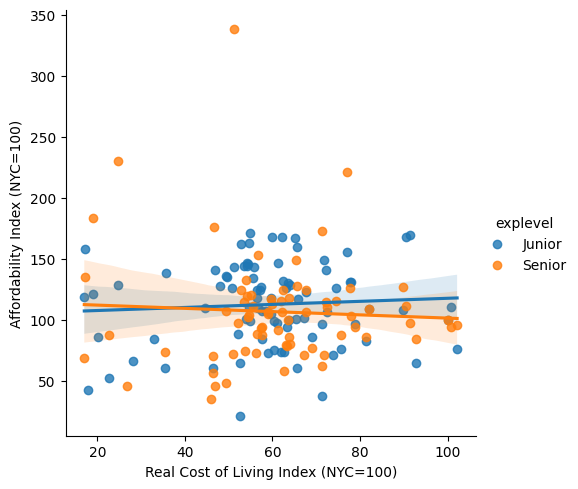 350
300
250
200
150
100
50
Affordability Index (NYC=100)
20
40
60
80
100
Real Cost of Living Index (NYC=100)
explevel
Junior
Senior